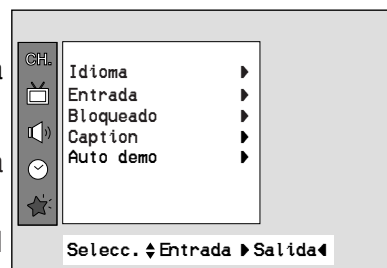 CH.
Idioma ▶
Entrada ▶
Bloqueado ▶
Caption ▶
Auto demo ▶
Selecc. ⬍ Entrada ▶ Salida ◀